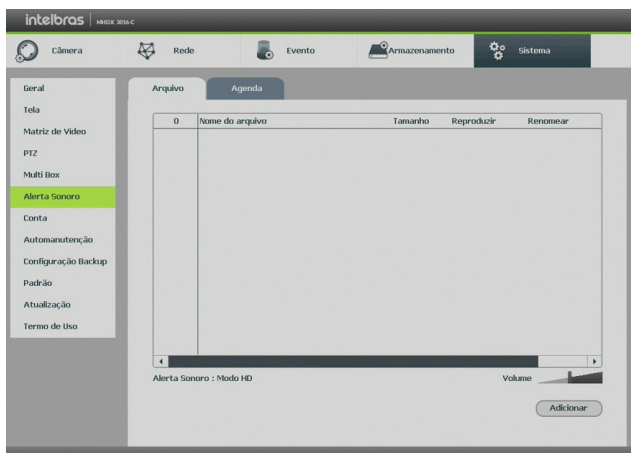 intelbras MHDX 3016-C
Câmera Rede Evento Armazenamento Sistema
Geral
Tela
Matriz de Vídeo
PTZ
Multi Box
Alerta Sonoro
Conta
Automanutenção
Configuração Backup
Padrão
Atualização
Termo de Uso
Arquivo Agenda
0 Nome do arquivo Tamanho Reproduzir Renomear
Alerta Sonoro : Modo HD Volume
Adicionar